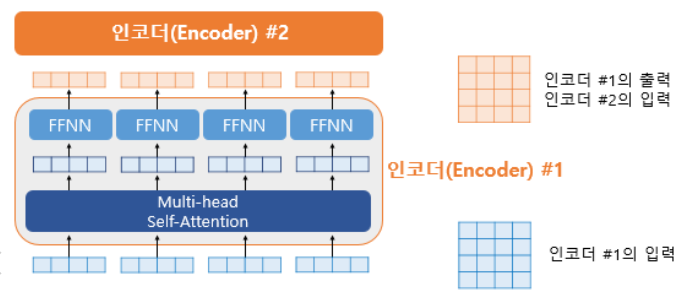 인코더(Encoder) #2
인코더 #1의 출력
인코더 #2의 입력
FFNN
FFNN
FFNN
FFNN
인코더(Encoder) #1
Multi-head
Self-Attention
인코더 #1의 입력